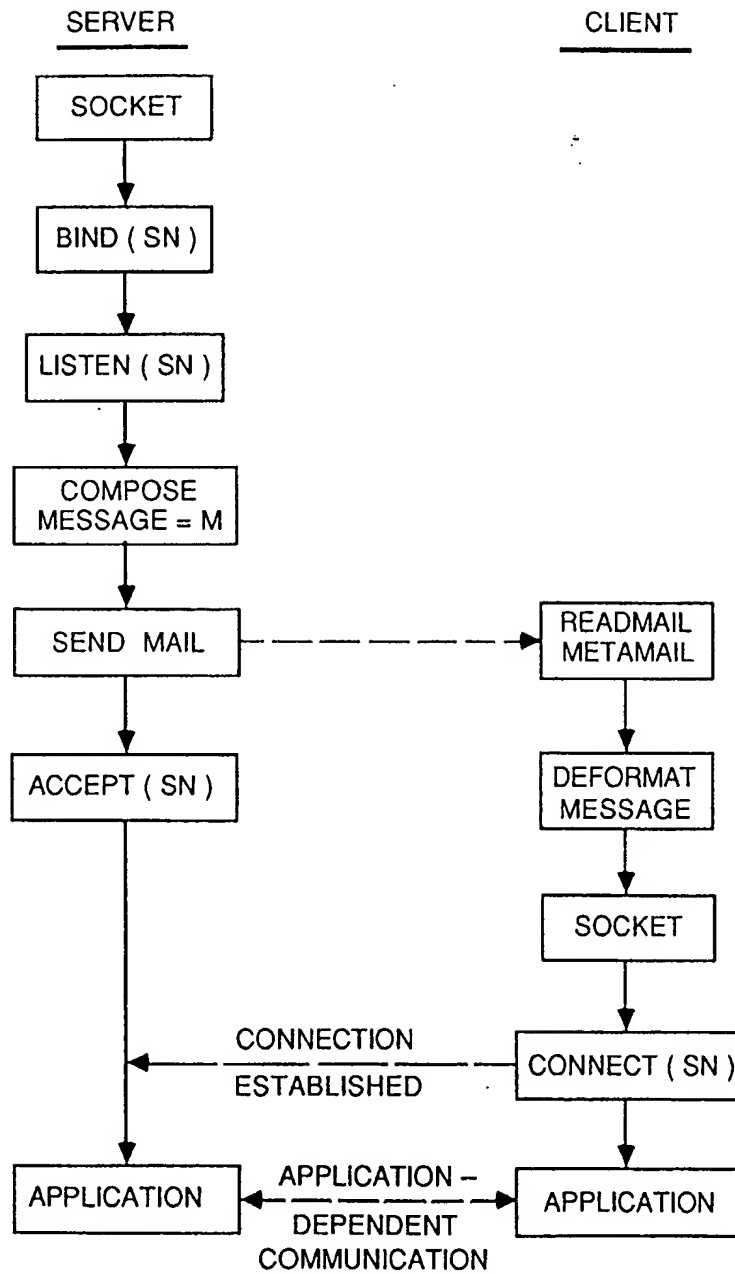 SERVER
CLIENT
SOCKET
BIND ( SN )
LISTEN ( SN )
COMPOSE
MESSAGE = M
SEND MAIL
READMAIL
METAMAIL
ACCEPT ( SN )
DEFORMAT
MESSAGE
SOCKET
CONNECTION
ESTABLISHED
CONNECT ( SN )
APPLICATION
APPLICATION –
DEPENDENT
COMMUNICATION
APPLICATION